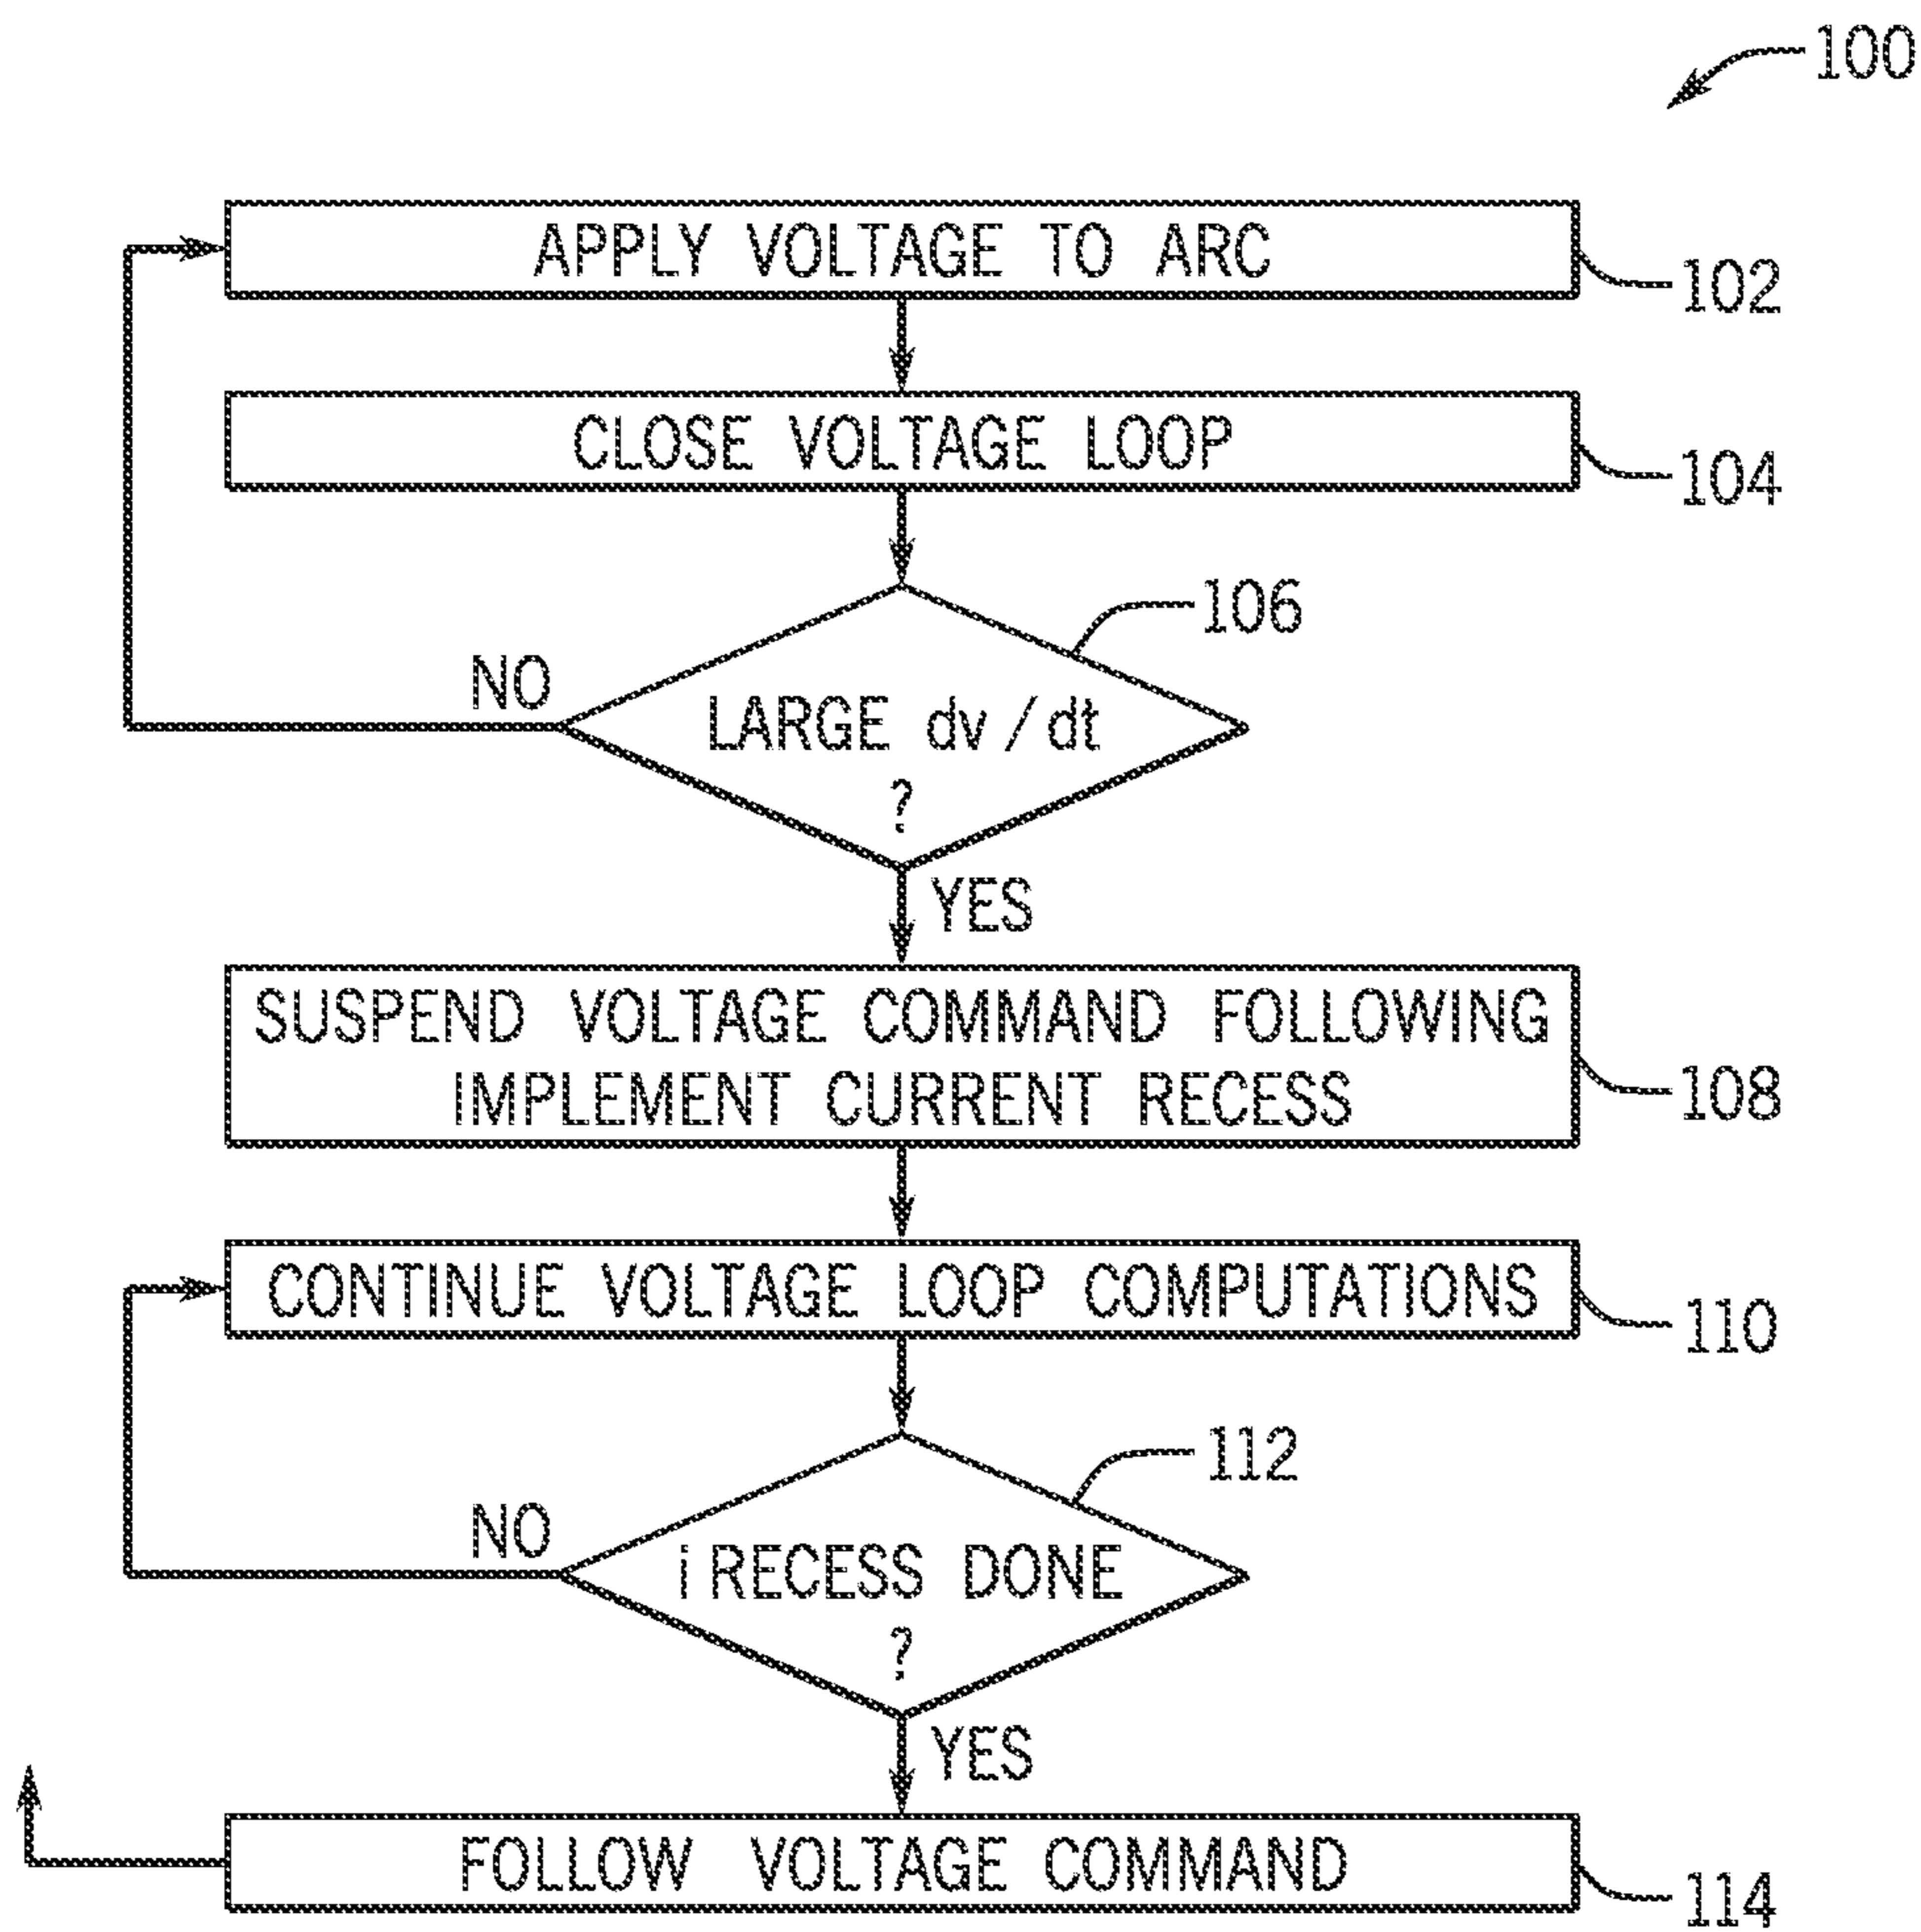 100
APPLY VOLTAGE TO ARC
102
CLOSE VOLTAGE LOOP
104
106
NO
LARGE dv/dt
?
YES
SUSPEND VOLTAGE COMMAND FOLLOWING
IMPLEMENT CURRENT RECESS
108
CONTINUE VOLTAGE LOOP COMPUTATIONS
110
112
NO
i RECESS DONE
?
YES
FOLLOW VOLTAGE COMMAND
114